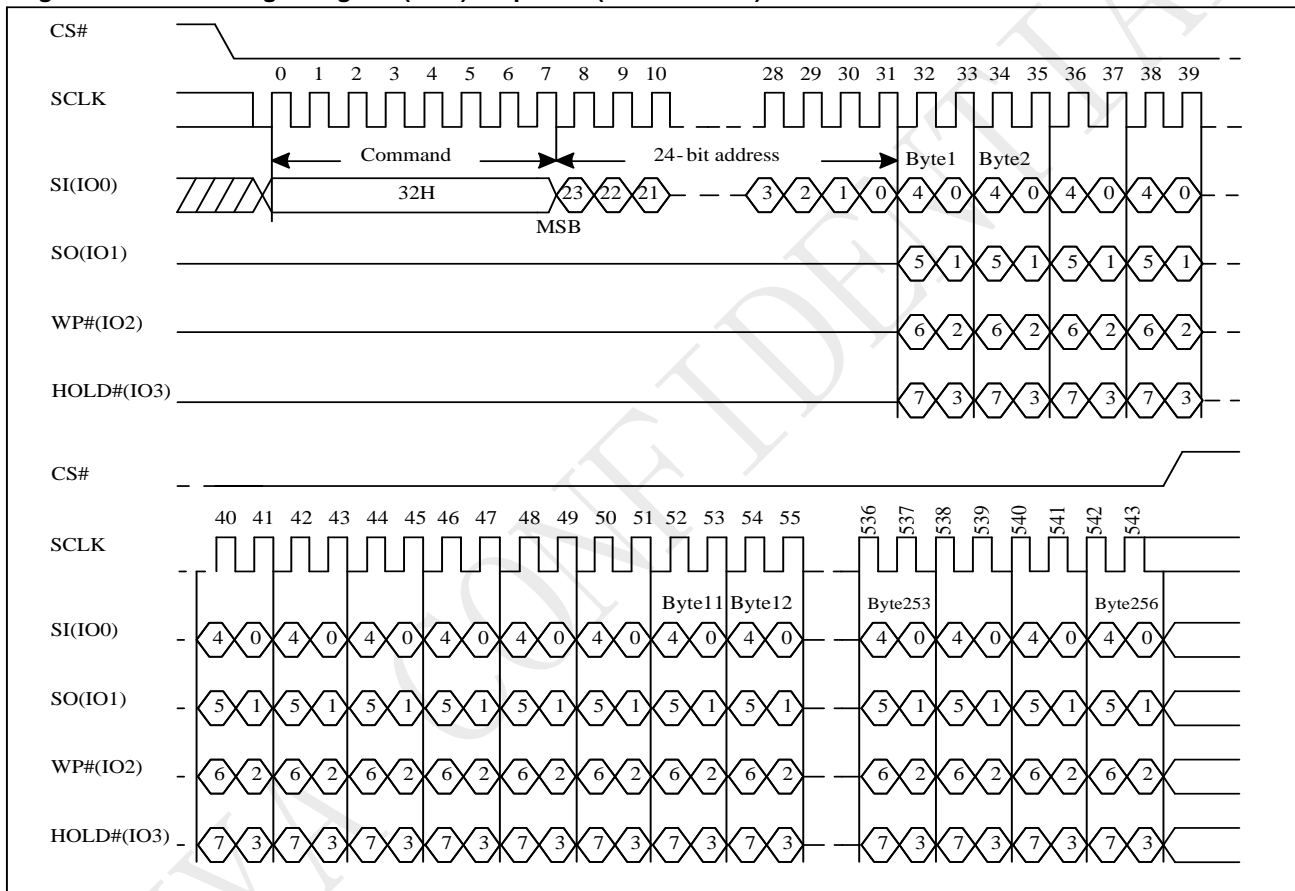 CS#
0 1 2 3 4 5 6 7 8 9 10 28 29 30 31 32 33 34 35 36 37 38 39
SCLK
Command 24-bit address Byte1 Byte2
SI(IO0) 32H 23 22 21 3 2 1 0 4 0 4 0 4 0 4 0
MSB
SO(IO1) 5 1 5 1 5 1 5 1
WP#(IO2) 6 2 6 2 6 2 6 2
HOLD#(IO3) 7 3 7 3 7 3 7 3
CS#
40 41 42 43 44 45 46 47 48 49 50 51 52 53 54 55 536 537 538 539 540 541 542 543
SCLK
Byte11 Byte12 Byte253 Byte256
SI(IO0) 4 0 4 0 4 0 4 0 4 0 4 0 4 0 4 0 4 0 4 0 4 0 4 0
SO(IO1) 5 1 5 1 5 1 5 1 5 1 5 1 5 1 5 1 5 1 5 1 5 1 5 1
WP#(IO2) 6 2 6 2 6 2 6 2 6 2 6 2 6 2 6 2 6 2 6 2 6 2 6 2
HOLD#(IO3) 7 3 7 3 7 3 7 3 7 3 7 3 7 3 7 3 7 3 7 3 7 3 7 3